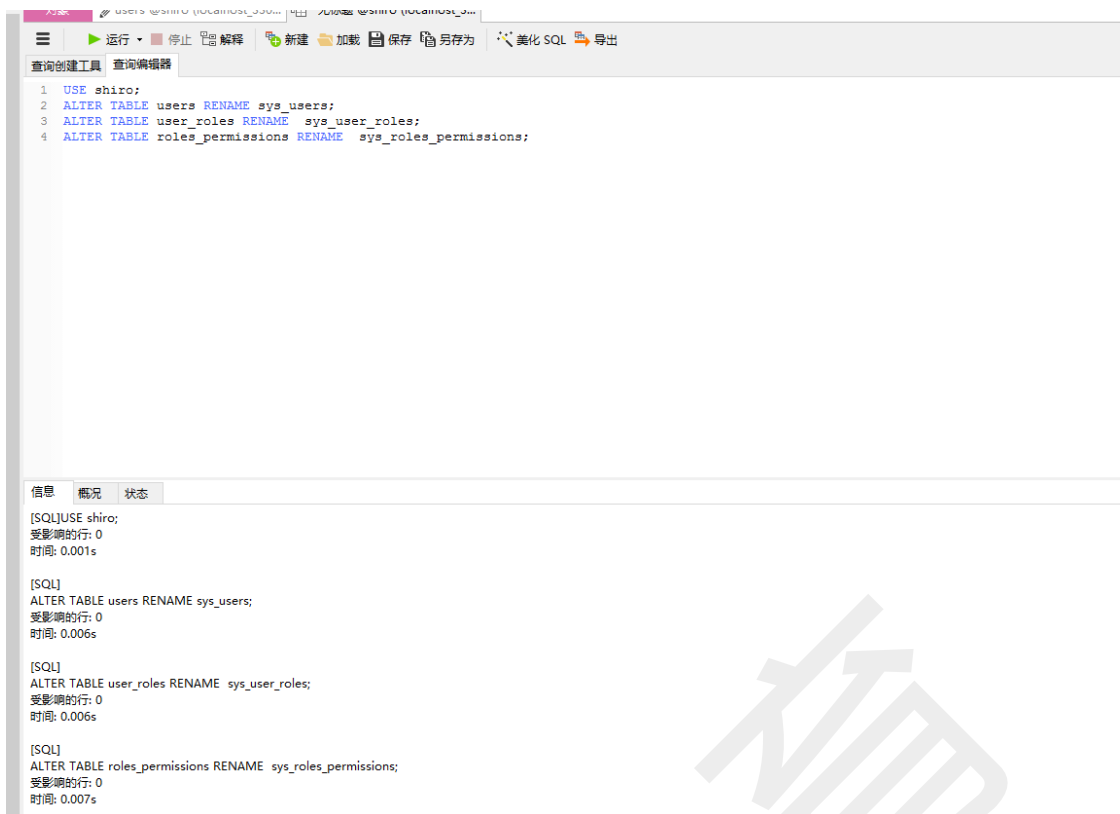 对象 users @shiro (localhost_330... 无标题 @shiro (localhost_3...
运行 停止 解释 新建 加载 保存 另存为 美化 SQL 导出
查询创建工具 查询编辑器
1 USE shiro;
2 ALTER TABLE users RENAME sys_users;
3 ALTER TABLE user_roles RENAME  sys_user_roles;
4 ALTER TABLE roles_permissions RENAME  sys_roles_permissions;
信息 概况 状态
[SQL]USE shiro;
受影响的行: 0
时间: 0.001s
[SQL]
ALTER TABLE users RENAME sys_users;
受影响的行: 0
时间: 0.006s
[SQL]
ALTER TABLE user_roles RENAME  sys_user_roles;
受影响的行: 0
时间: 0.006s
[SQL]
ALTER TABLE roles_permissions RENAME  sys_roles_permissions;
受影响的行: 0
时间: 0.007s